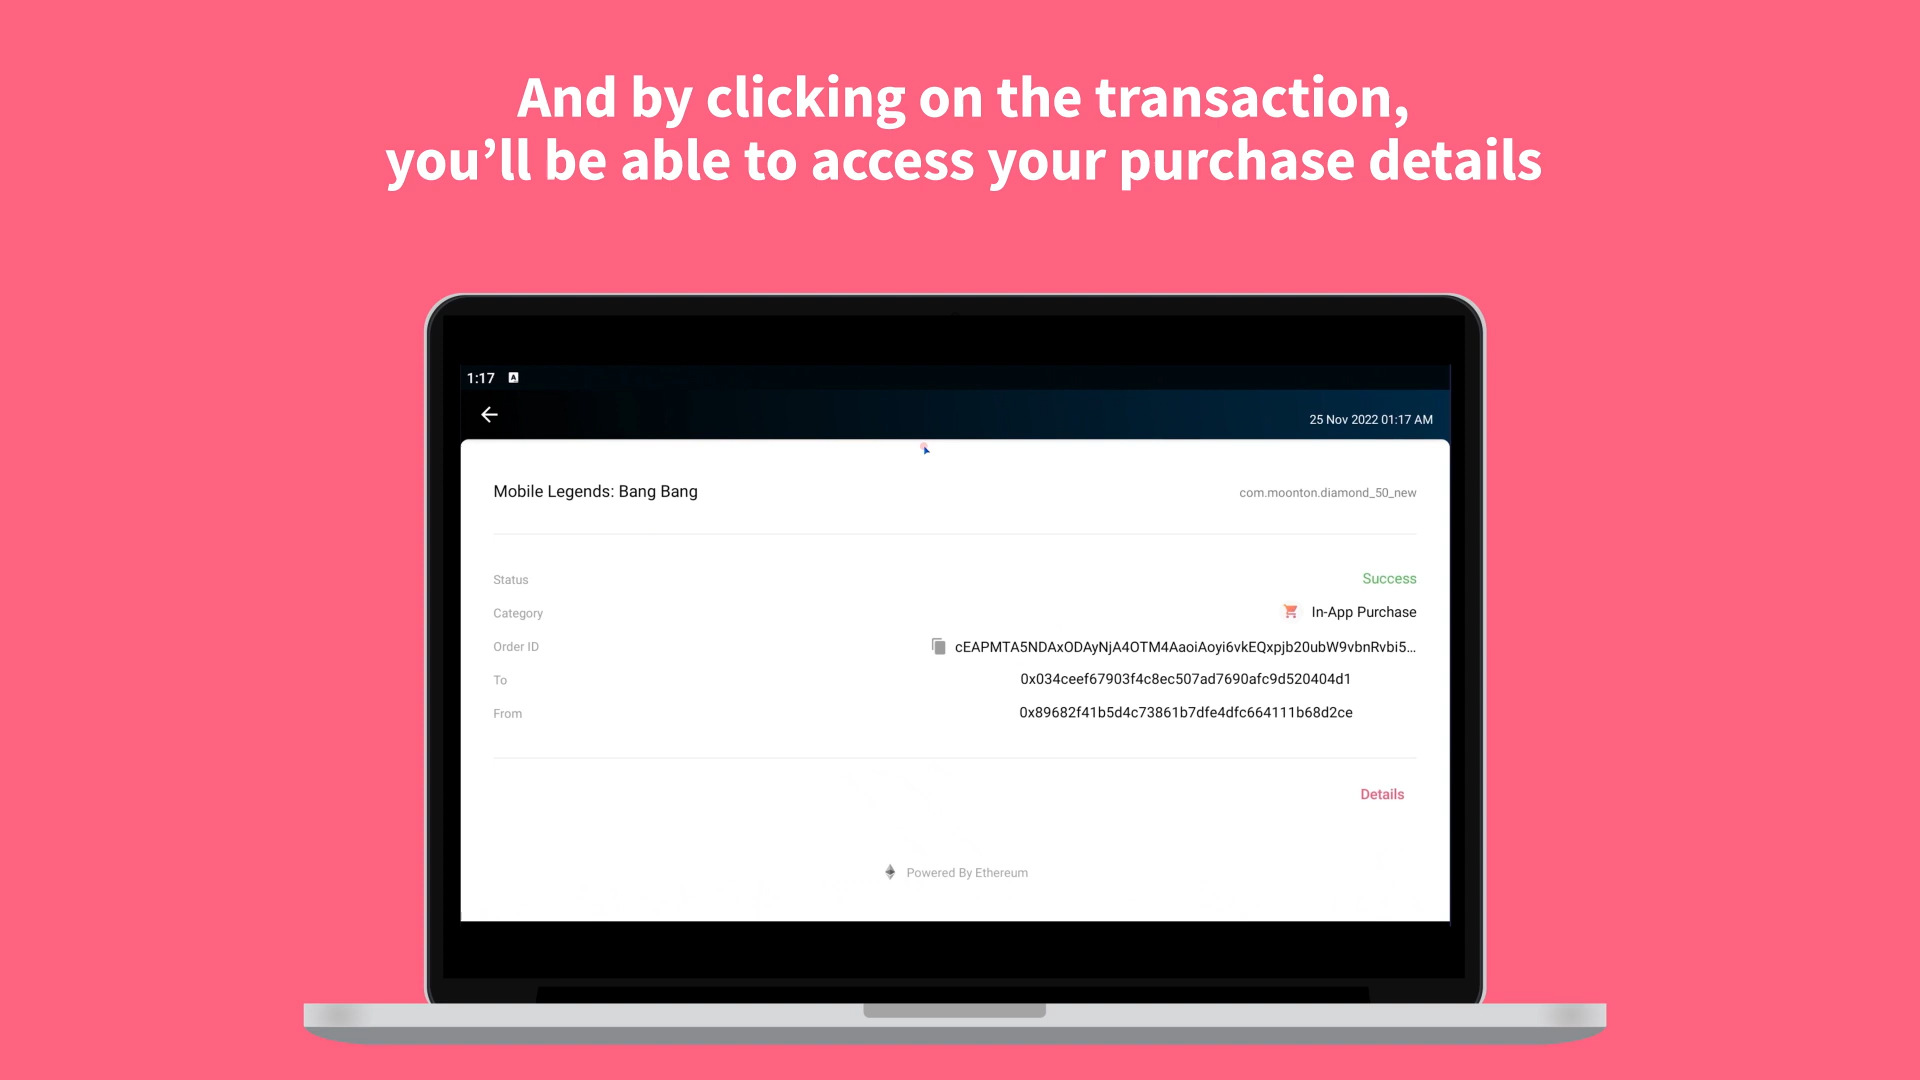 And by clicking on the transaction,
you’ll be able to access your purchase details
1:17 A
25 Nov 2022 01:17 AM
Mobile Legends: Bang Bang
com.moonton.diamond_50_new
Status
Success
Category
In-App Purchase
Order ID
cEAPMTA5NDAxODAyNjA4OTM4AaoiAoyi6vkEQxpjb20ubW9vbnRvbi5...
To
0x034ceef67903f4c8ec507ad7690afc9d520404d1
From
0x89682f41b5d4c73861b7dfe4dfc664111b68d2ce
Details
Powered By Ethereum